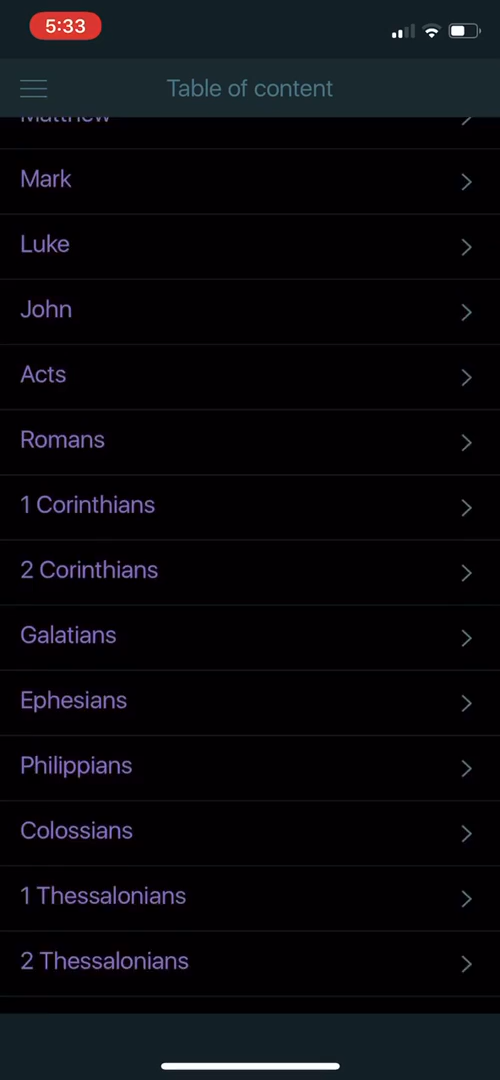 5:33
Table of content
Matthew
Mark
Luke
John
Acts
Romans
1 Corinthians
2 Corinthians
Galatians
Ephesians
Philippians
Colossians
1 Thessalonians
2 Thessalonians